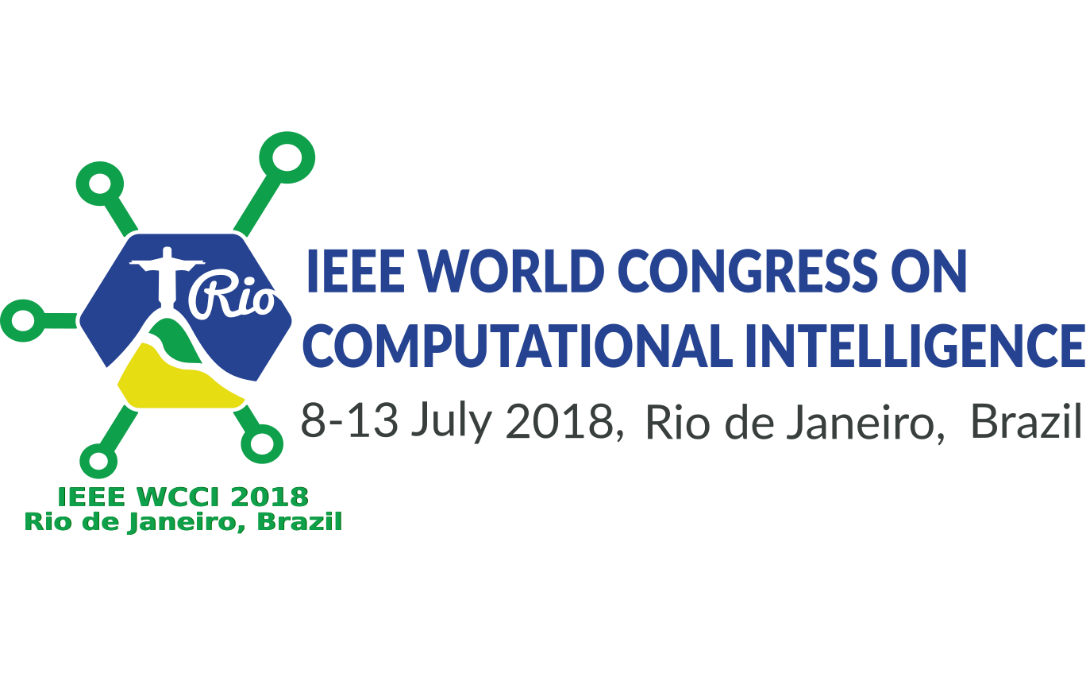 Rio
IEEE WORLD CONGRESS ON
COMPUTATIONAL INTELLIGENCE
8-13 July 2018, Rio de Janeiro, Brazil
IEEE WCCI 2018
Rio de Janeiro, Brazil